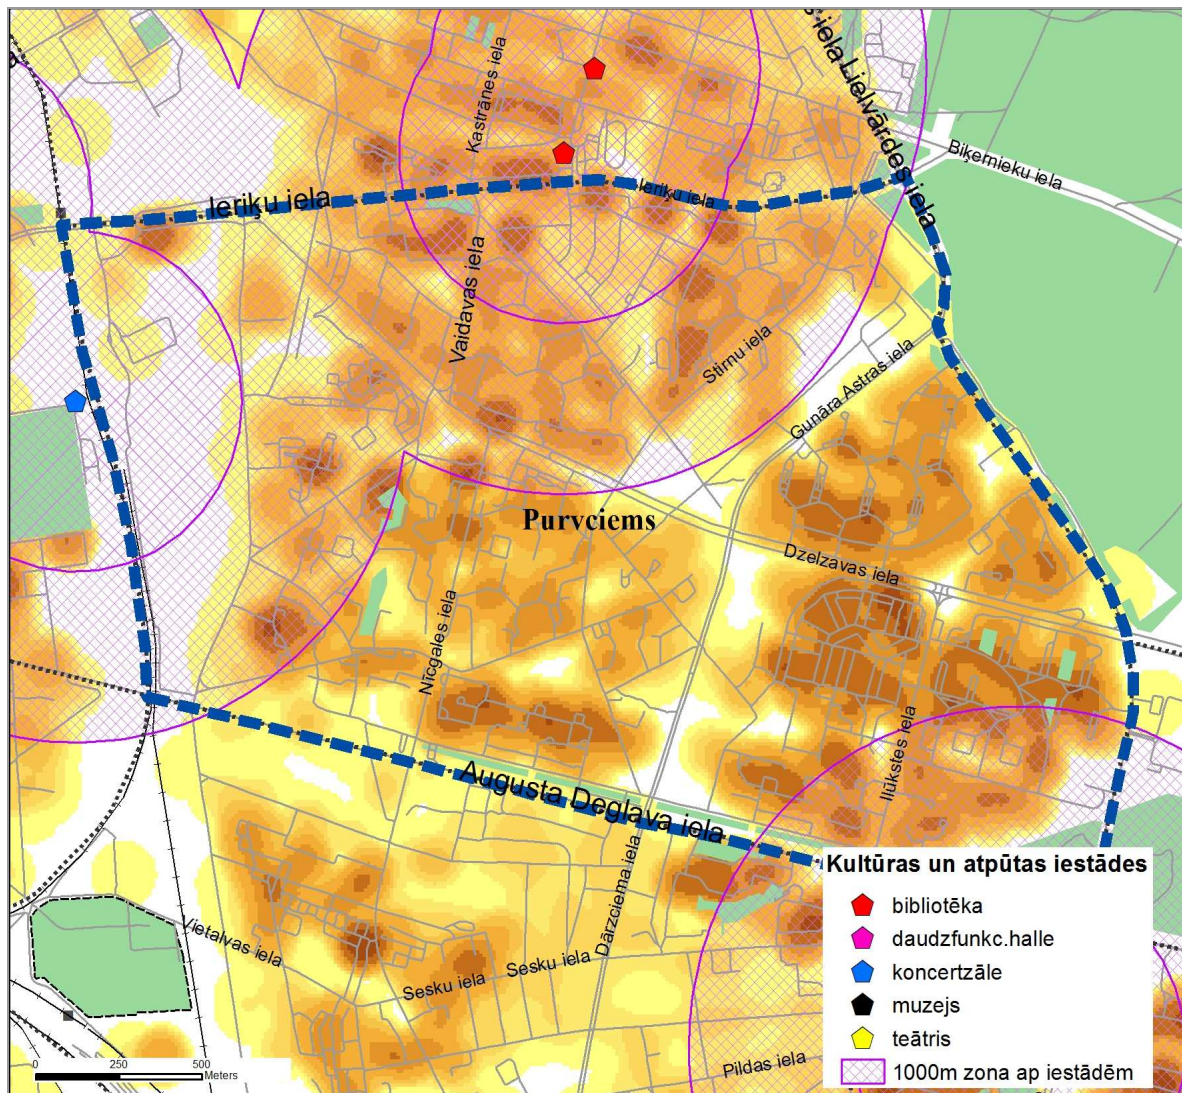 iela
Lielvārdes iela
Kastrānes iela
Biķernieku iela
Ieriķu iela
Ieriķu iela
Vaidavas iela
Stirnu iela
Gunāra Astras iela
Purvciems
Dzelzavas iela
Nīcgales iela
Ilūkstes iela
Augusta Deglava iela
Dārzciema iela
Vietalvas iela
Sesku iela
Sesku iela
Pildas iela
0 250 500
Meters
Kultūras un atpūtas iestādes
bibliotēka
daudzfunkc.halle
koncertzāle
muzejs
teātris
1000m zona ap iestādēm